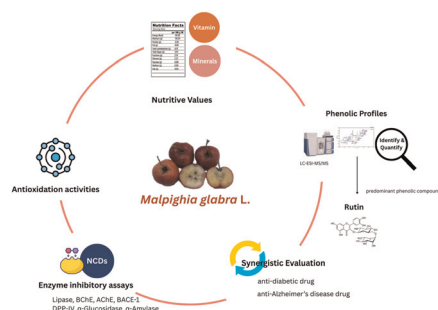 Nutrition Facts
Vitamin
Minerals
Nutritive Values
Phenolic Profiles
Identify &
Quantify
LC-ESI-MS/MS
predominant phenolic compoun
Rutin
Antioxidation activities
Malpighia glabra L.
NCDs
Enzyme inhibitory assays
Lipase, BChE, AChE, BACE-1
DPP-IV, α-Glucosidase, α-Amylase
Synergistic Evaluation
anti-diabetic drug
anti-Alzheimer's disease drug